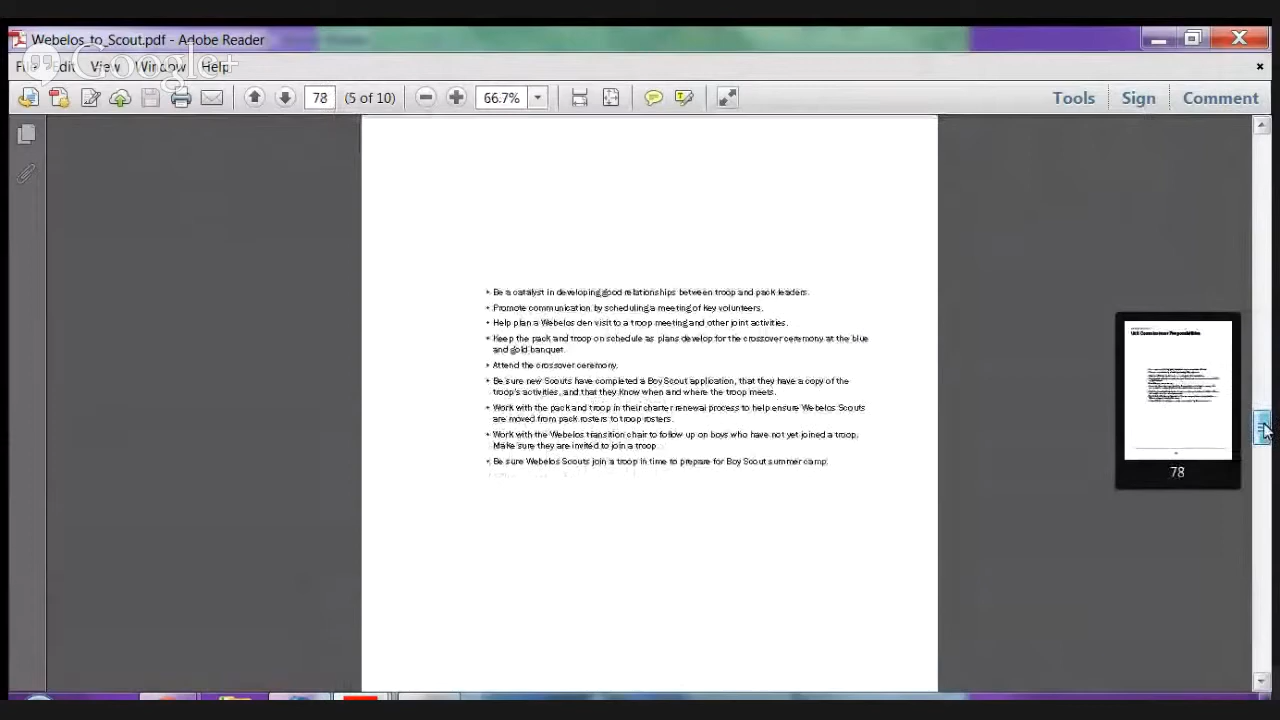 Webelos_to_Scout.pdf - Adobe Reader
Google+
File Edit View Window Help
78 (5 of 10) 66.7% Tools Sign Comment
• Be a catalyst in developing good relationships between troop and pack leaders.
• Promote communication by scheduling a meeting of key volunteers.
• Help plan a Webelos den visit to a troop meeting and other joint activities.
• Keep the pack and troop on schedule as plans develop for the crossover ceremony at the blue
and gold banquet.
• Attend the crossover ceremony.
• Be sure new Scouts have completed a Boy Scout application, that they have a copy of the
troop's activities, and that they know when and where the troop meets.
• Work with the pack and troop in their charter renewal process to help ensure Webelos Scouts
are moved from pack rosters to troop rosters.
• Work with the Webelos transition chair to follow up on boys who have not yet joined a troop.
Make sure they are invited to join a troop.
• Be sure Webelos Scouts join a troop in time to prepare for Boy Scout summer camp.
Unit Commissioner Responsibilities
78